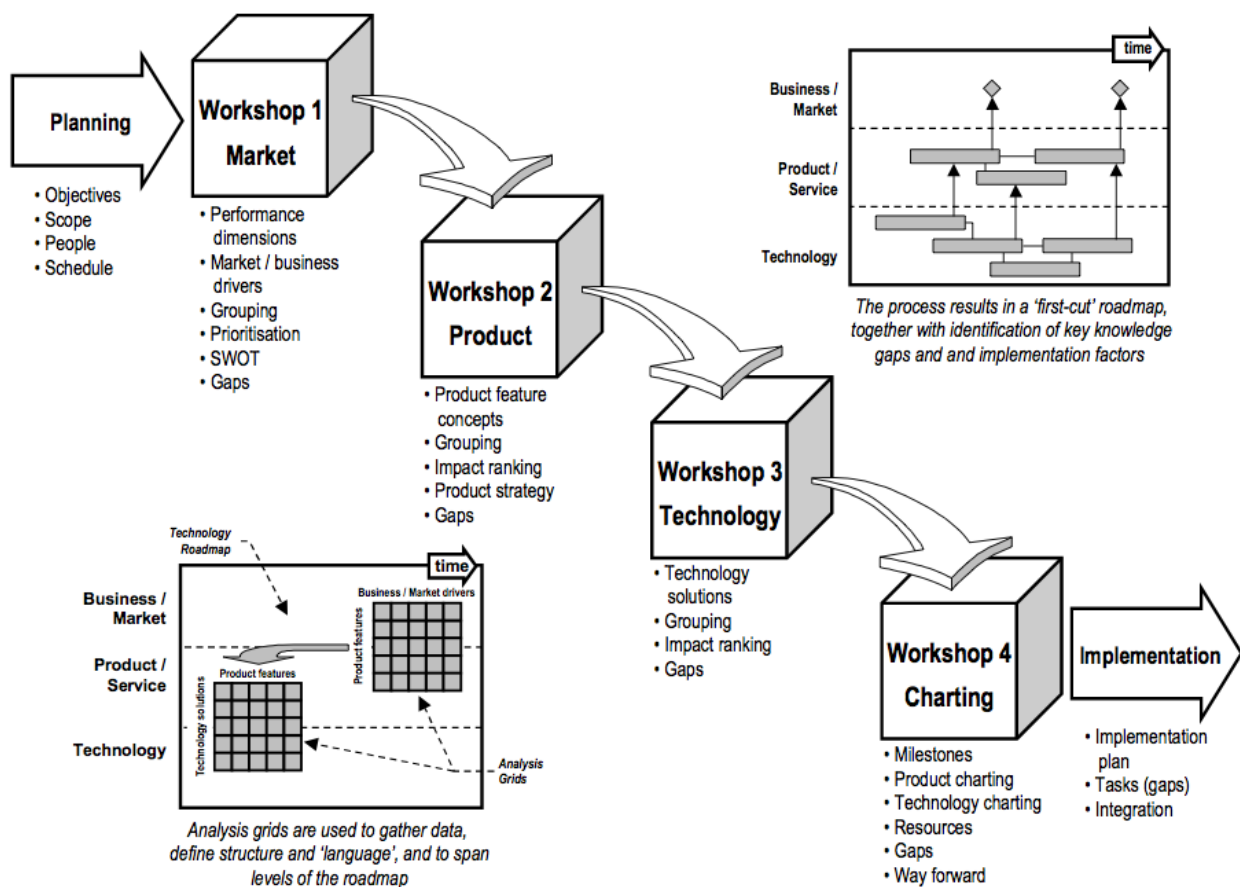 Planning
• Objectives
• Scope
• People
• Schedule
Workshop 1
Market
• Performance
dimensions
• Market / business
drivers
• Grouping
• Prioritisation
• SWOT
• Gaps
Workshop 2
Product
• Product feature
concepts
• Grouping
• Impact ranking
• Product strategy
• Gaps
Workshop 3
Technology
• Technology
solutions
• Grouping
• Impact ranking
• Gaps
Workshop 4
Charting
• Milestones
• Product charting
• Technology charting
• Resources
• Gaps
• Way forward
Implementation
• Implementation
plan
• Tasks (gaps)
• Integration
time
Business /
Market
Product /
Service
Technology
The process results in a ‘first-cut’ roadmap,
together with identification of key knowledge
gaps and and implementation factors
Technology
Roadmap
time
Business /
Market
Product /
Service
Technology
Business / Market drivers
Product features
Product features
Technology solutions
Analysis
Grids
Analysis grids are used to gather data,
define structure and ‘language’, and to span
levels of the roadmap